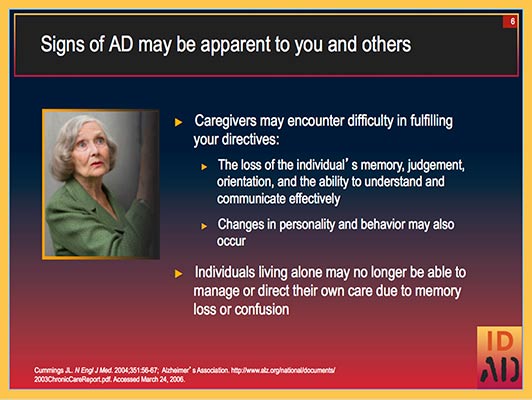 6
Signs of AD may be apparent to you and others
► Caregivers may encounter difficulty in fulfilling
your directives:
► The loss of the individual’s memory, judgement,
orientation, and the ability to understand and
communicate effectively
► Changes in personality and behavior may also
occur
► Individuals living alone may no longer be able to
manage or direct their own care due to memory
loss or confusion
Cummings JL. N Engl J Med. 2004;351:56-67; Alzheimer’s Association. http://www.alz.org/national/documents/
2003ChronicCareReport.pdf. Accessed March 24, 2006.
ID
AD